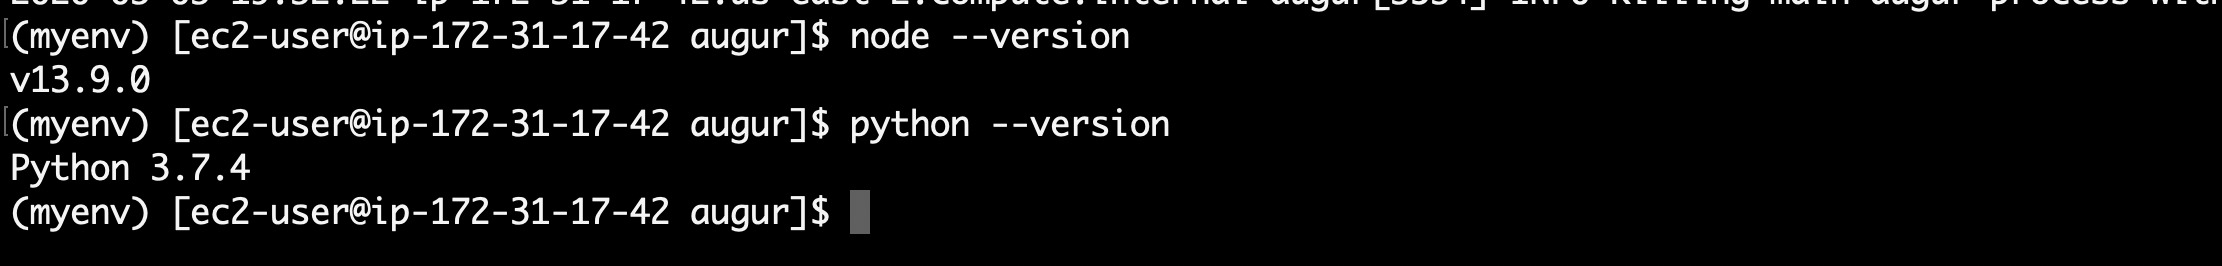 (myenv) [ec2-user@ip-172-31-17-42 augur]$ node --version
v13.9.0
(myenv) [ec2-user@ip-172-31-17-42 augur]$ python --version
Python 3.7.4
(myenv) [ec2-user@ip-172-31-17-42 augur]$